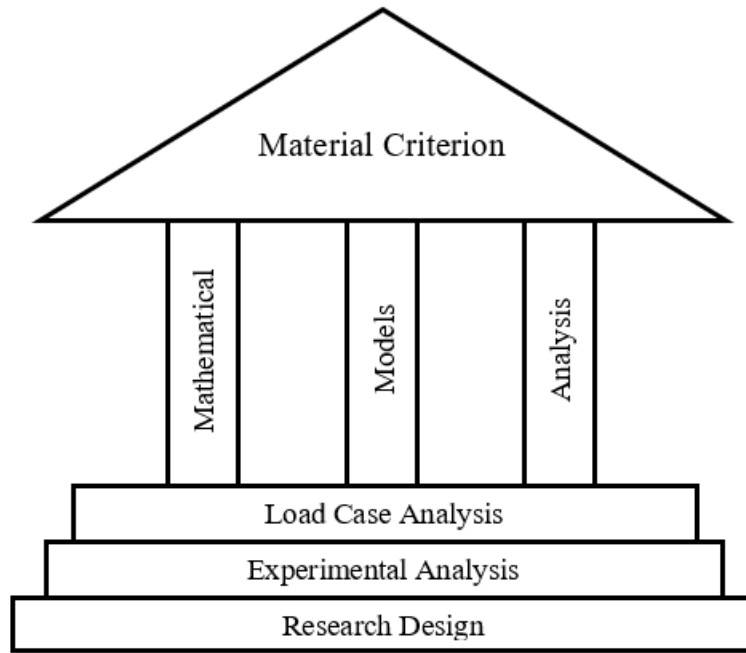 Material Criterion
Mathematical
Models
Analysis
Load Case Analysis
Experimental Analysis
Research Design